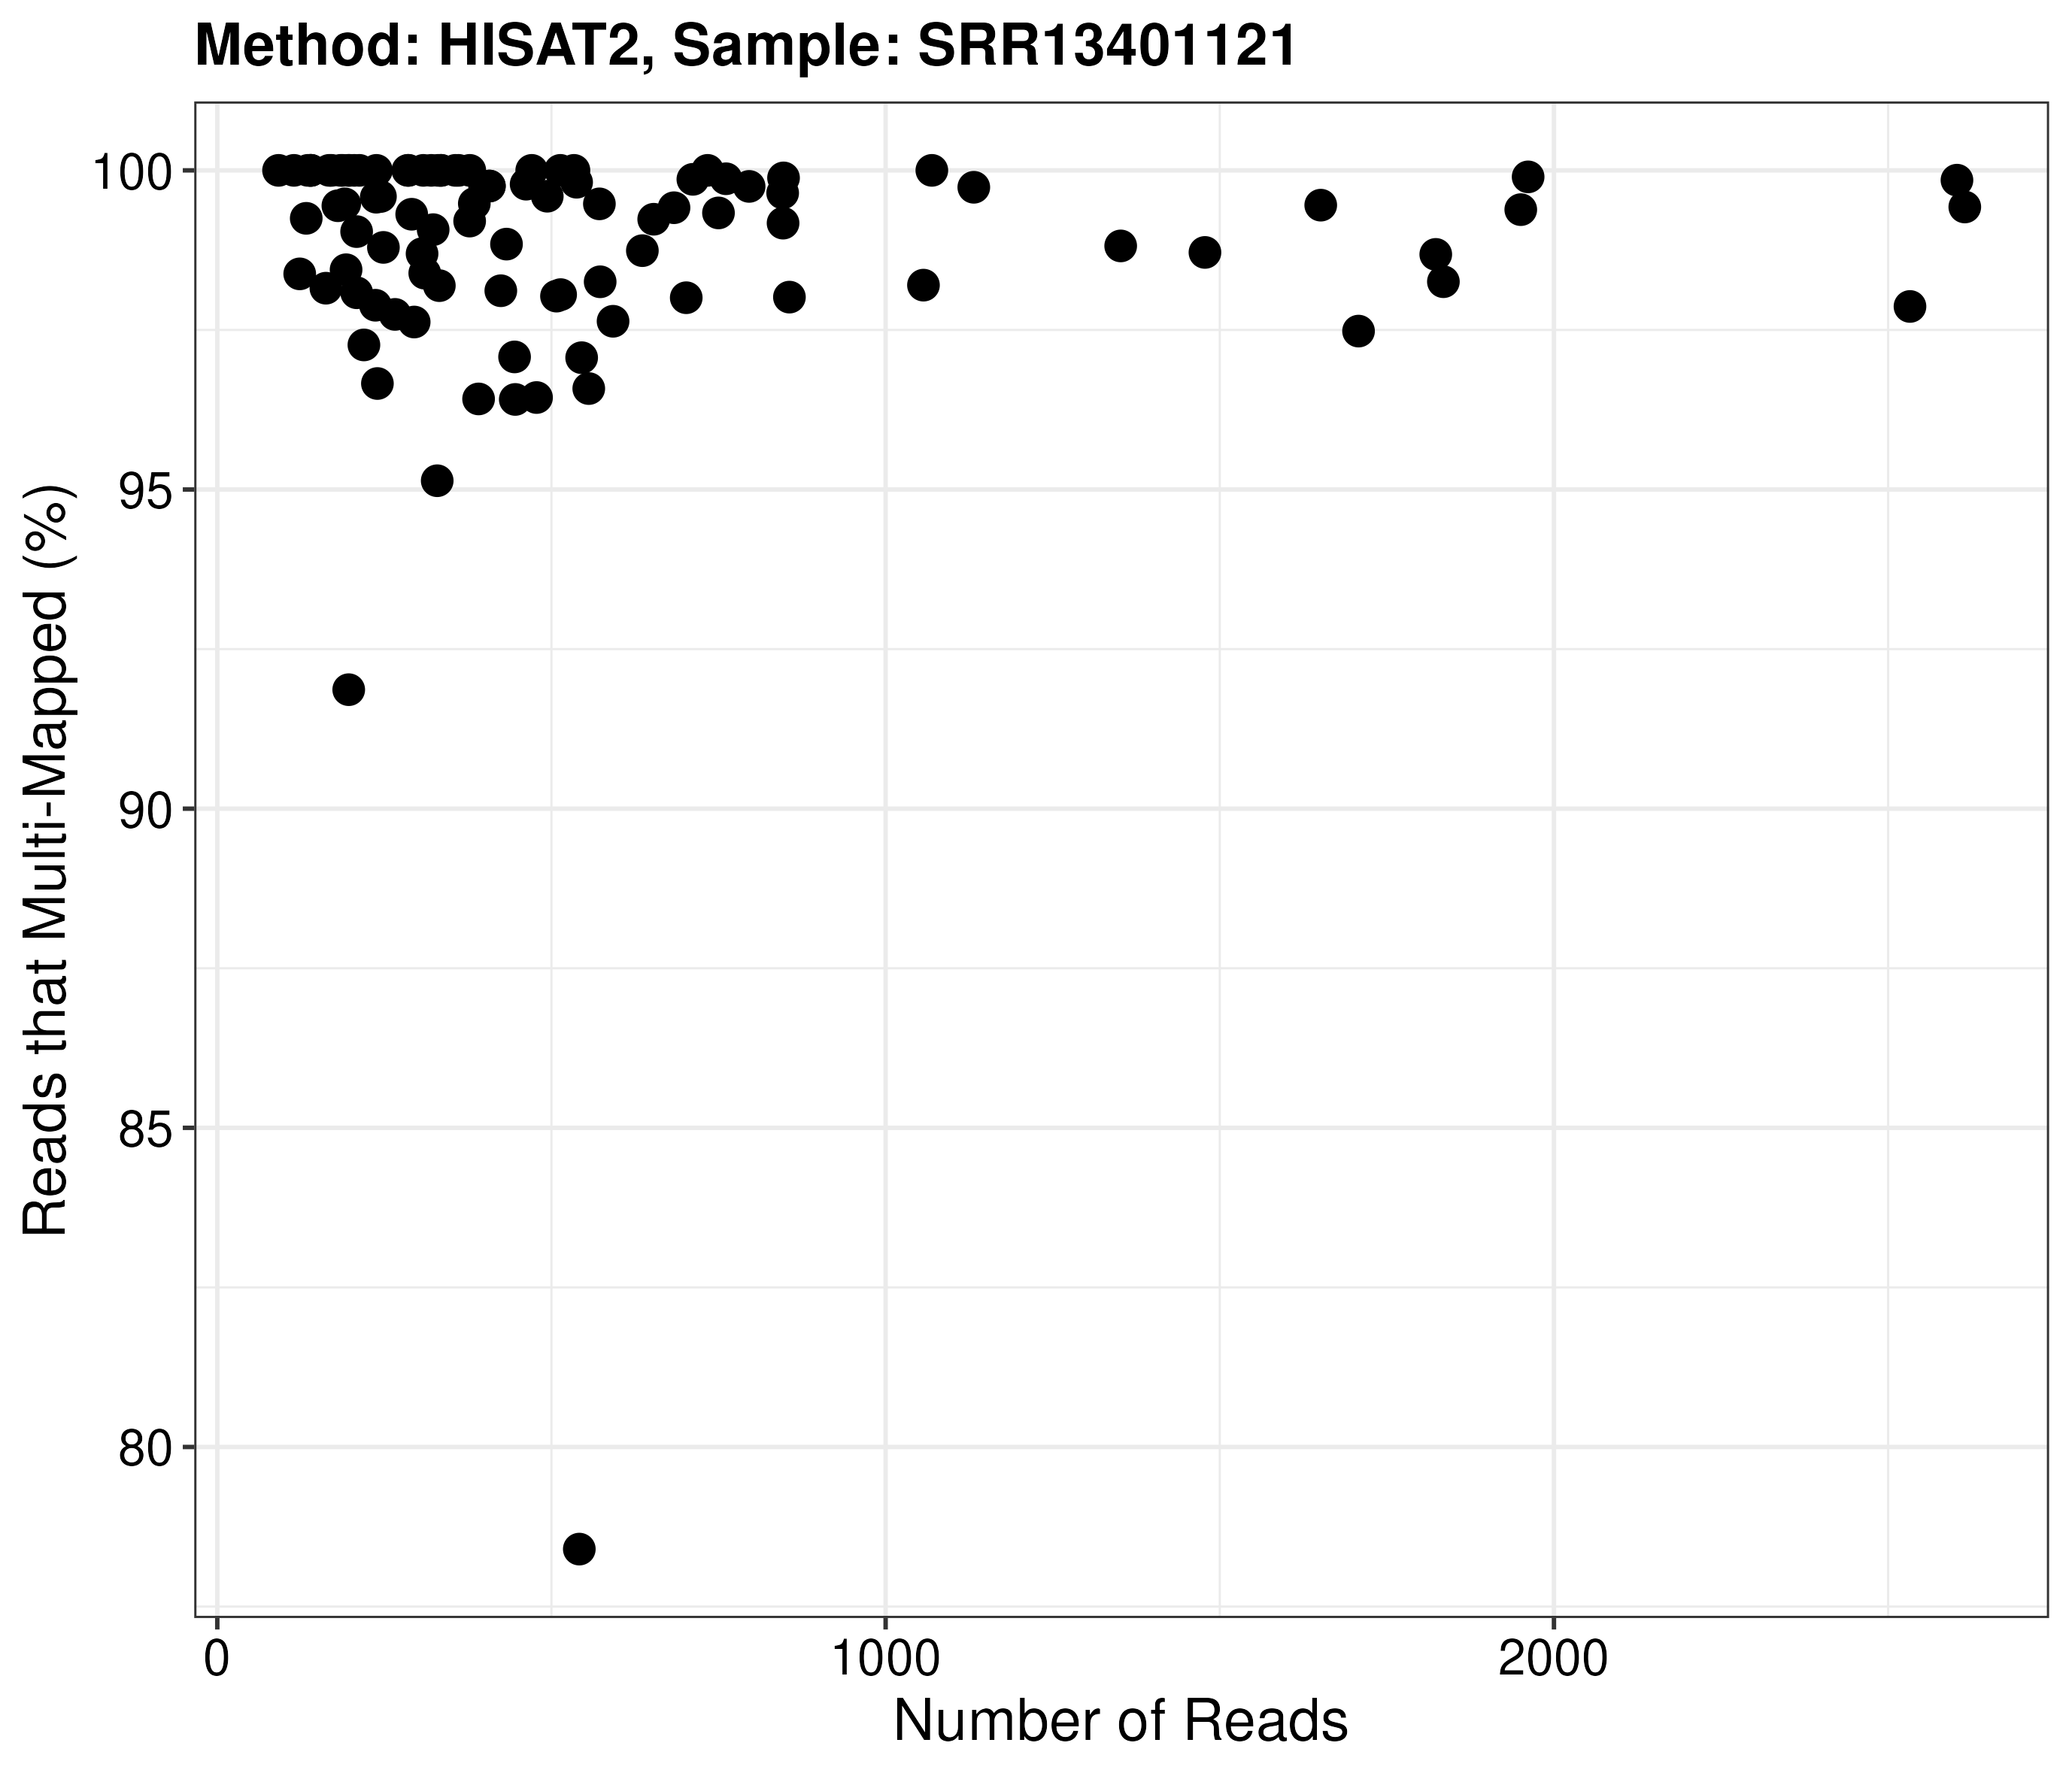 Method: HISAT2, Sample: SRR13401121
Reads that Multi-Mapped (%)
100
95
90
85
80
0 1000 2000
Number of Reads